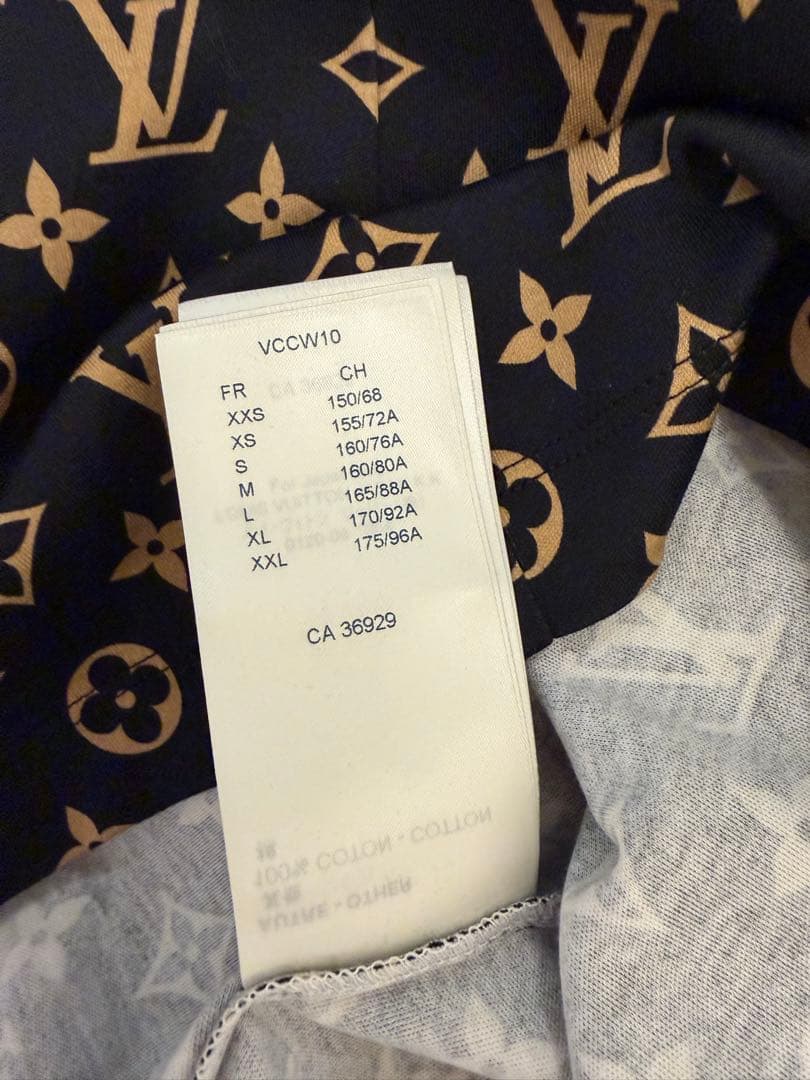 VCCW10
FR CH
XXS 150/68
XS 155/72A
S 160/76A
M 160/80A
L 165/88A
XL 170/92A
XXL 175/96A
CA 36929
100% COTON - COTTON
AUTRE - OTHER